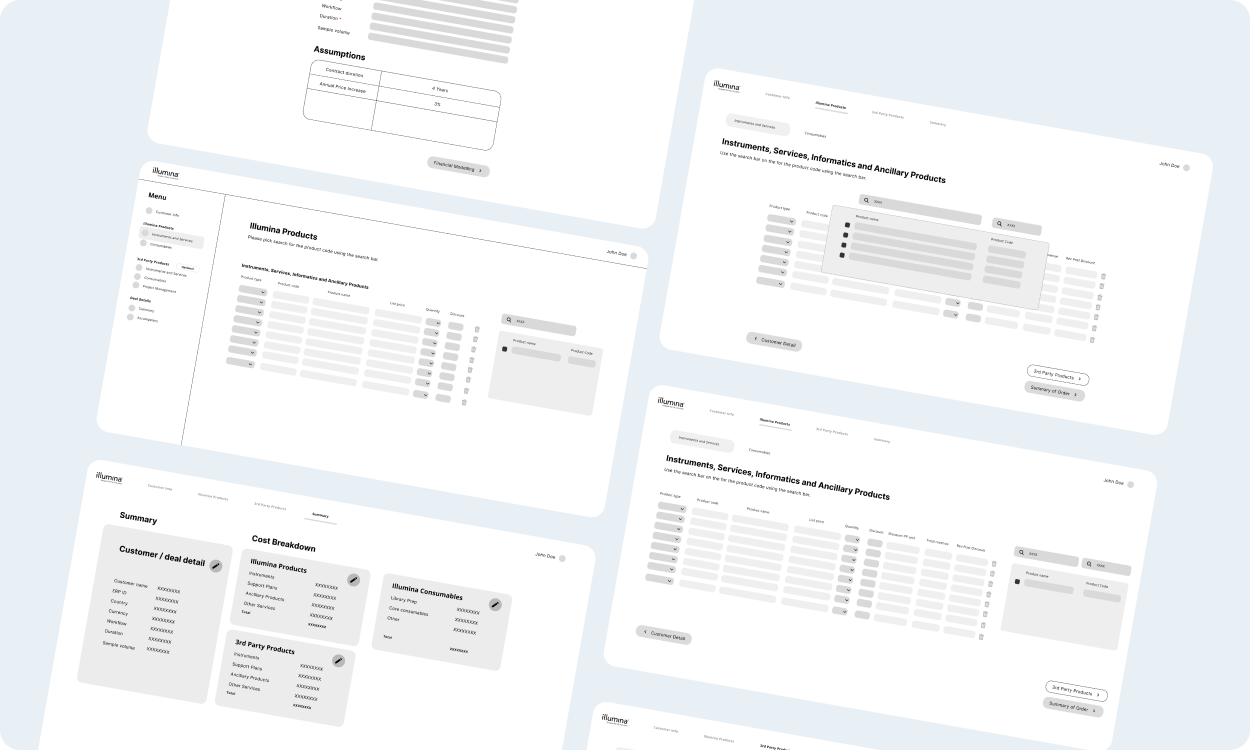 Workflow
Duration *
Sample volume
Assumptions
Contract duration
4 Years
Annual Price Increase
3%
Financial Modelling
illumina
Menu
Customer info
Illumina Products
Instruments and Services
Consumables
3rd Party Products
Optional
Instruments and Services
Consumables
Project Management
Deal Details
Summary
Assumptions
John Doe
Illumina Products
Please pick search for the product code using the search bar.
Instruments, Services, Informatics and Ancillary Products
Product type
Product code
Product name
List price
Quantity
Discount
xxxx
Product name
Product Code
illumina
Customer info
Illumina Products
3rd Party Products
Summary
John Doe
Summary
Customer / deal detail
Customer name XXXXXXXX
ERP ID XXXXXXXX
Country XXXXXXXX
Currency XXXXXXXX
Workflow XXXXXXXX
Duration XXXXXXXX
Sample volume XXXXXXXX
Cost Breakdown
Illumina Products
Instruments XXXXXXXX
Support Plans XXXXXXXX
Ancillary Products XXXXXXXX
Other Services XXXXXXXX
Total XXXXXXXX
3rd Party Products
Instruments XXXXXXXX
Support Plans XXXXXXXX
Ancillary Products XXXXXXXX
Other Services XXXXXXXX
Total XXXXXXXX
Illumina Consumables
Library Prep XXXXXXXX
Core consumables XXXXXXXX
Other XXXXXXXX
Total XXXXXXXX
illumina
Customer info
Illumina Products
3rd Party Products
Summary
John Doe
Instruments and Services
Consumables
Instruments, Services, Informatics and Ancillary Products
Use the search bar on the for the product code using the search bar.
xxxx
xxxx
Product type
Product code
Product name
Product Code
Rev Post Discount
Customer Detail
3rd Party Products
Summary of Order
illumina
Customer info
Illumina Products
3rd Party Products
Summary
John Doe
Instruments and Services
Consumables
Instruments, Services, Informatics and Ancillary Products
Use the search bar on the for the product code using the search bar.
Product type
Product code
Product name
List price
Quantity
Discount
Discount PP unit
Total revenue
Rev Post Discount
xxxx
xxxx
Product name
Product Code
Customer Detail
3rd Party Products
Summary of Order
illumina
Customer info
Illumina Products
3rd Party Products